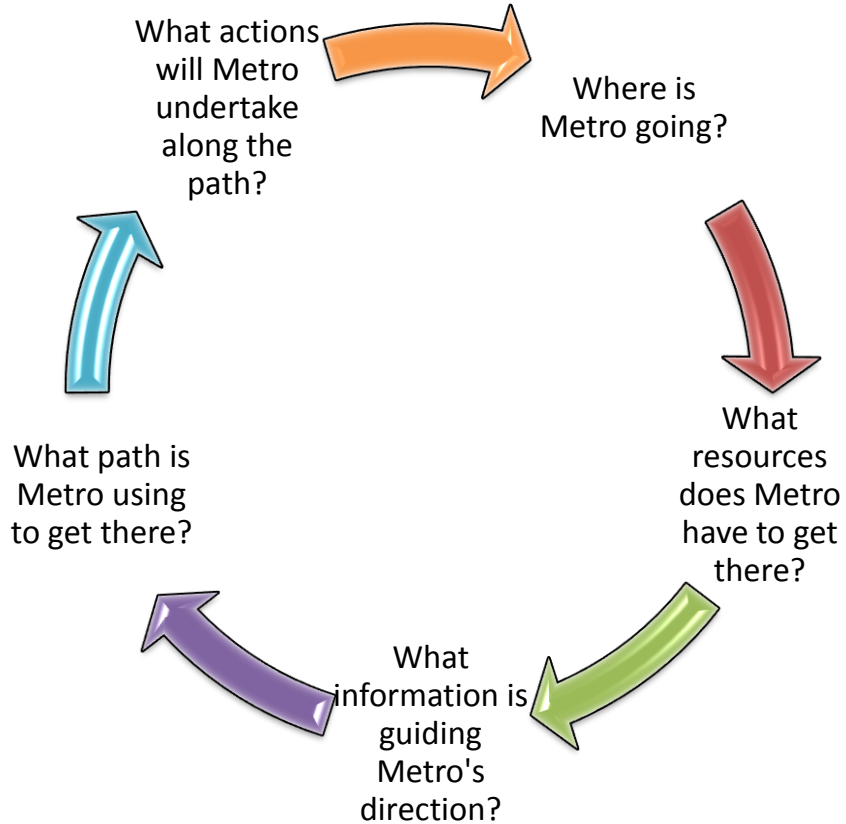 What actions
will Metro
undertake
along the
path?
Where is
Metro going?
What
resources
does Metro
have to get
there?
What
information is
guiding
Metro's
direction?
What path is
Metro using
to get there?